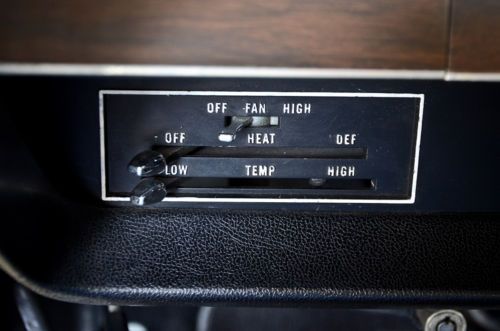 OFF FAN HIGH
OFF HEAT DEF
LOW TEMP HIGH